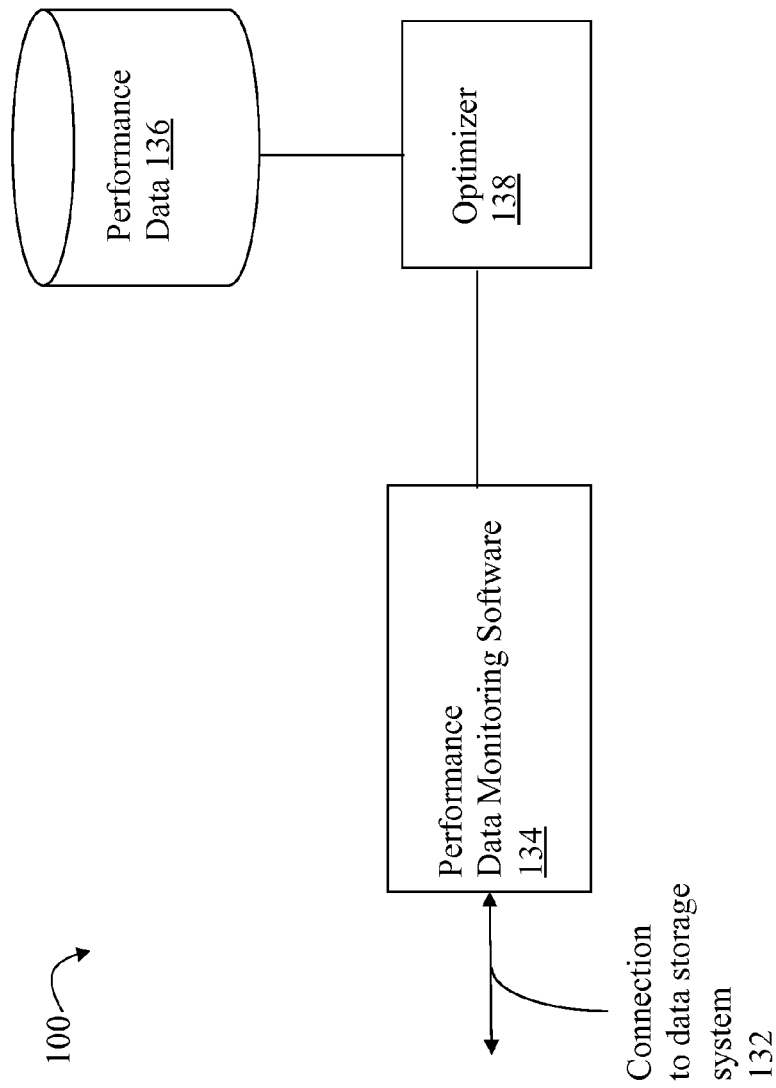 100
Performance
Data 136
Optimizer
138
Performance
Data Monitoring Software
134
Connection
to data storage
system
132